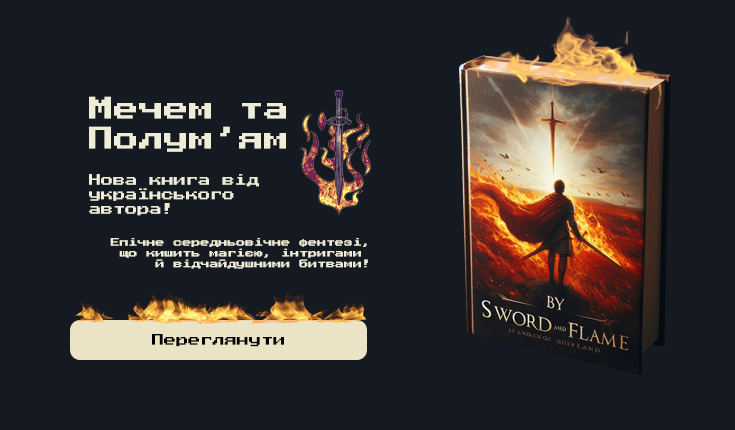 Мечем та
Полум'ям
Нова книга від
українського
автора!
Епічне середньовічне фентезі,
що кишить магією, інтригами
й відчайдушними битвами!
Переглянути
BY
SWORD AND FLAME